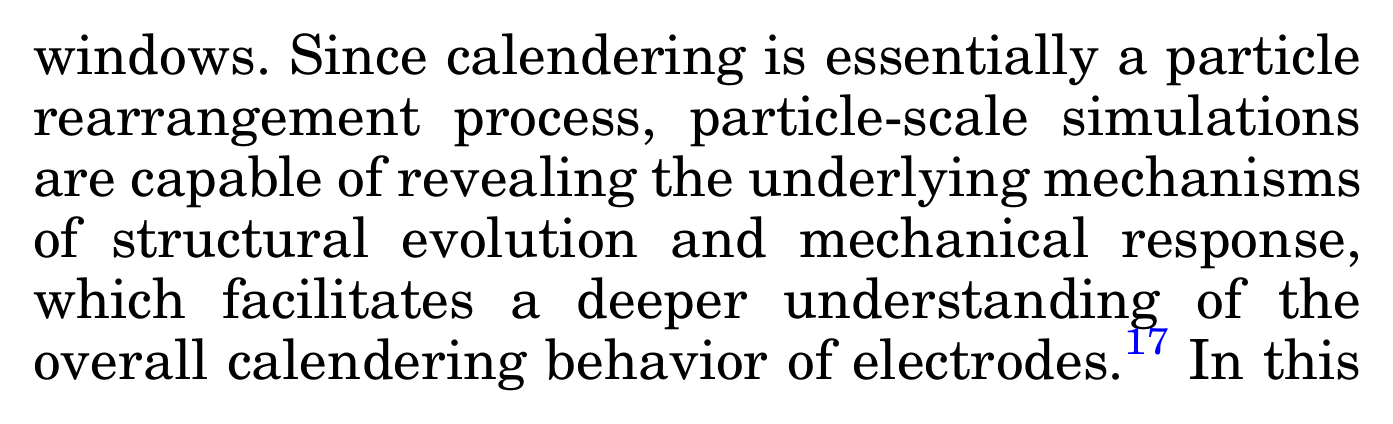 windows. Since calendering is essentially a particle
rearrangement process, particle-scale simulations
are capable of revealing the underlying mechanisms
of structural evolution and mechanical response,
which facilitates a deeper understanding of the
overall calendering behavior of electrodes.17 In this